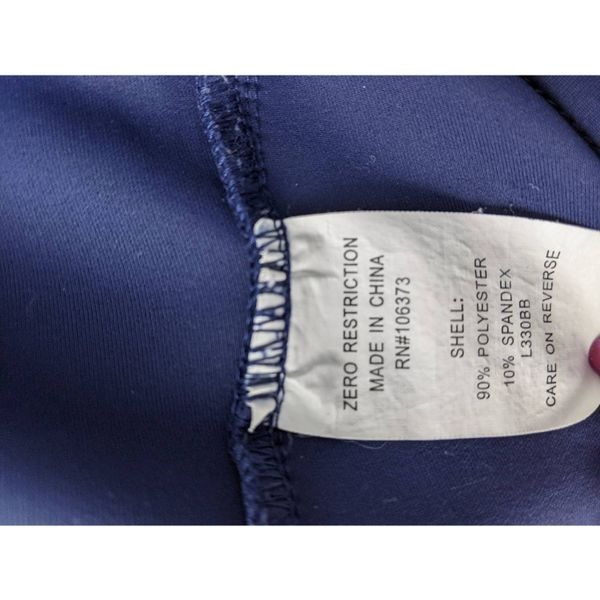 ZERO RESTRICTION
MADE IN CHINA
RN#106373
SHELL:
90% POLYESTER
10% SPANDEX
L330BB
CARE ON REVERSE